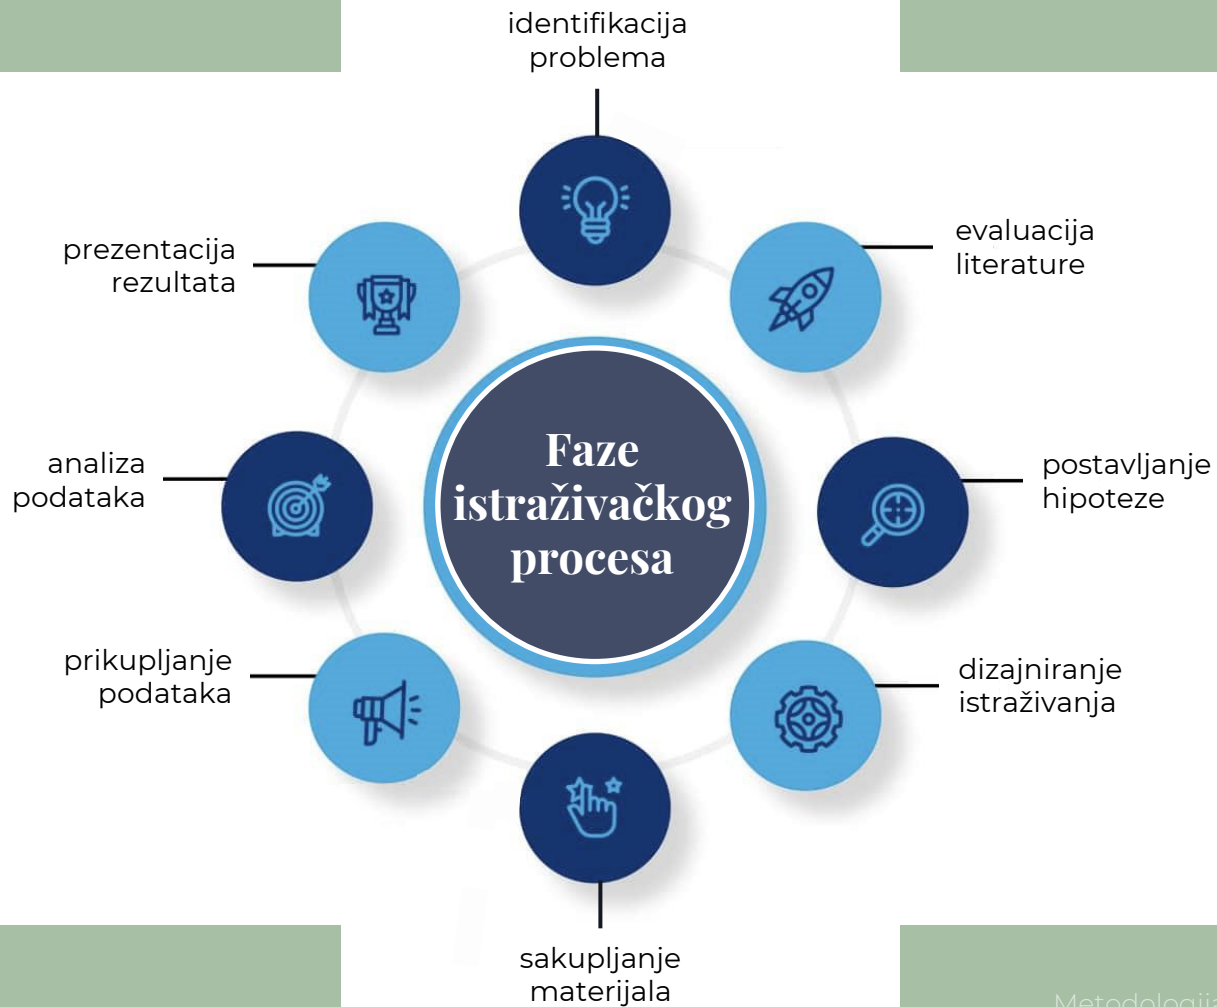 identifikacija
problema
evaluacija
literature
postavljanje
hipoteze
dizajniranje
istraživanja
sakupljanje
materijala
prikupljanje
podataka
analiza
podataka
prezentacija
rezultata
Faze
istraživačkog
procesa
Metodologija